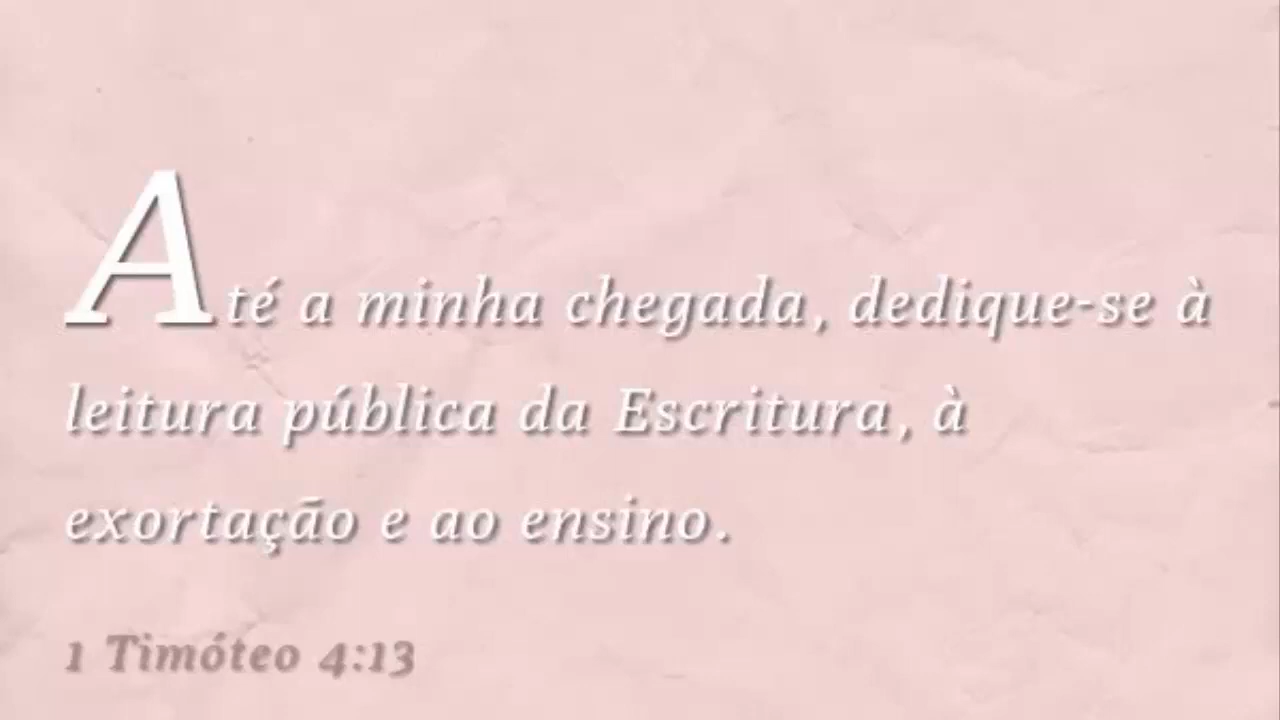 Até a minha chegada, dedique-se à
leitura pública da Escritura, à
exortação e ao ensino.
1 Timóteo 4:13